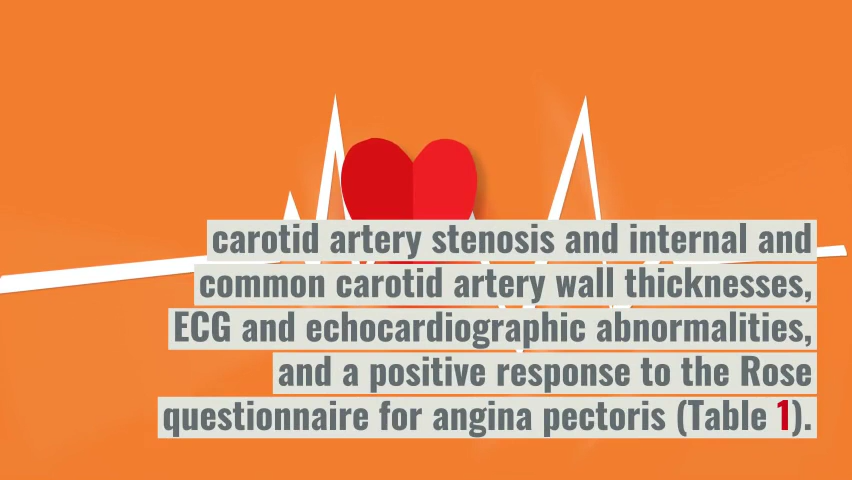 carotid artery stenosis and internal and
common carotid artery wall thicknesses,
ECG and echocardiographic abnormalities,
and a positive response to the Rose
questionnaire for angina pectoris (Table 1).